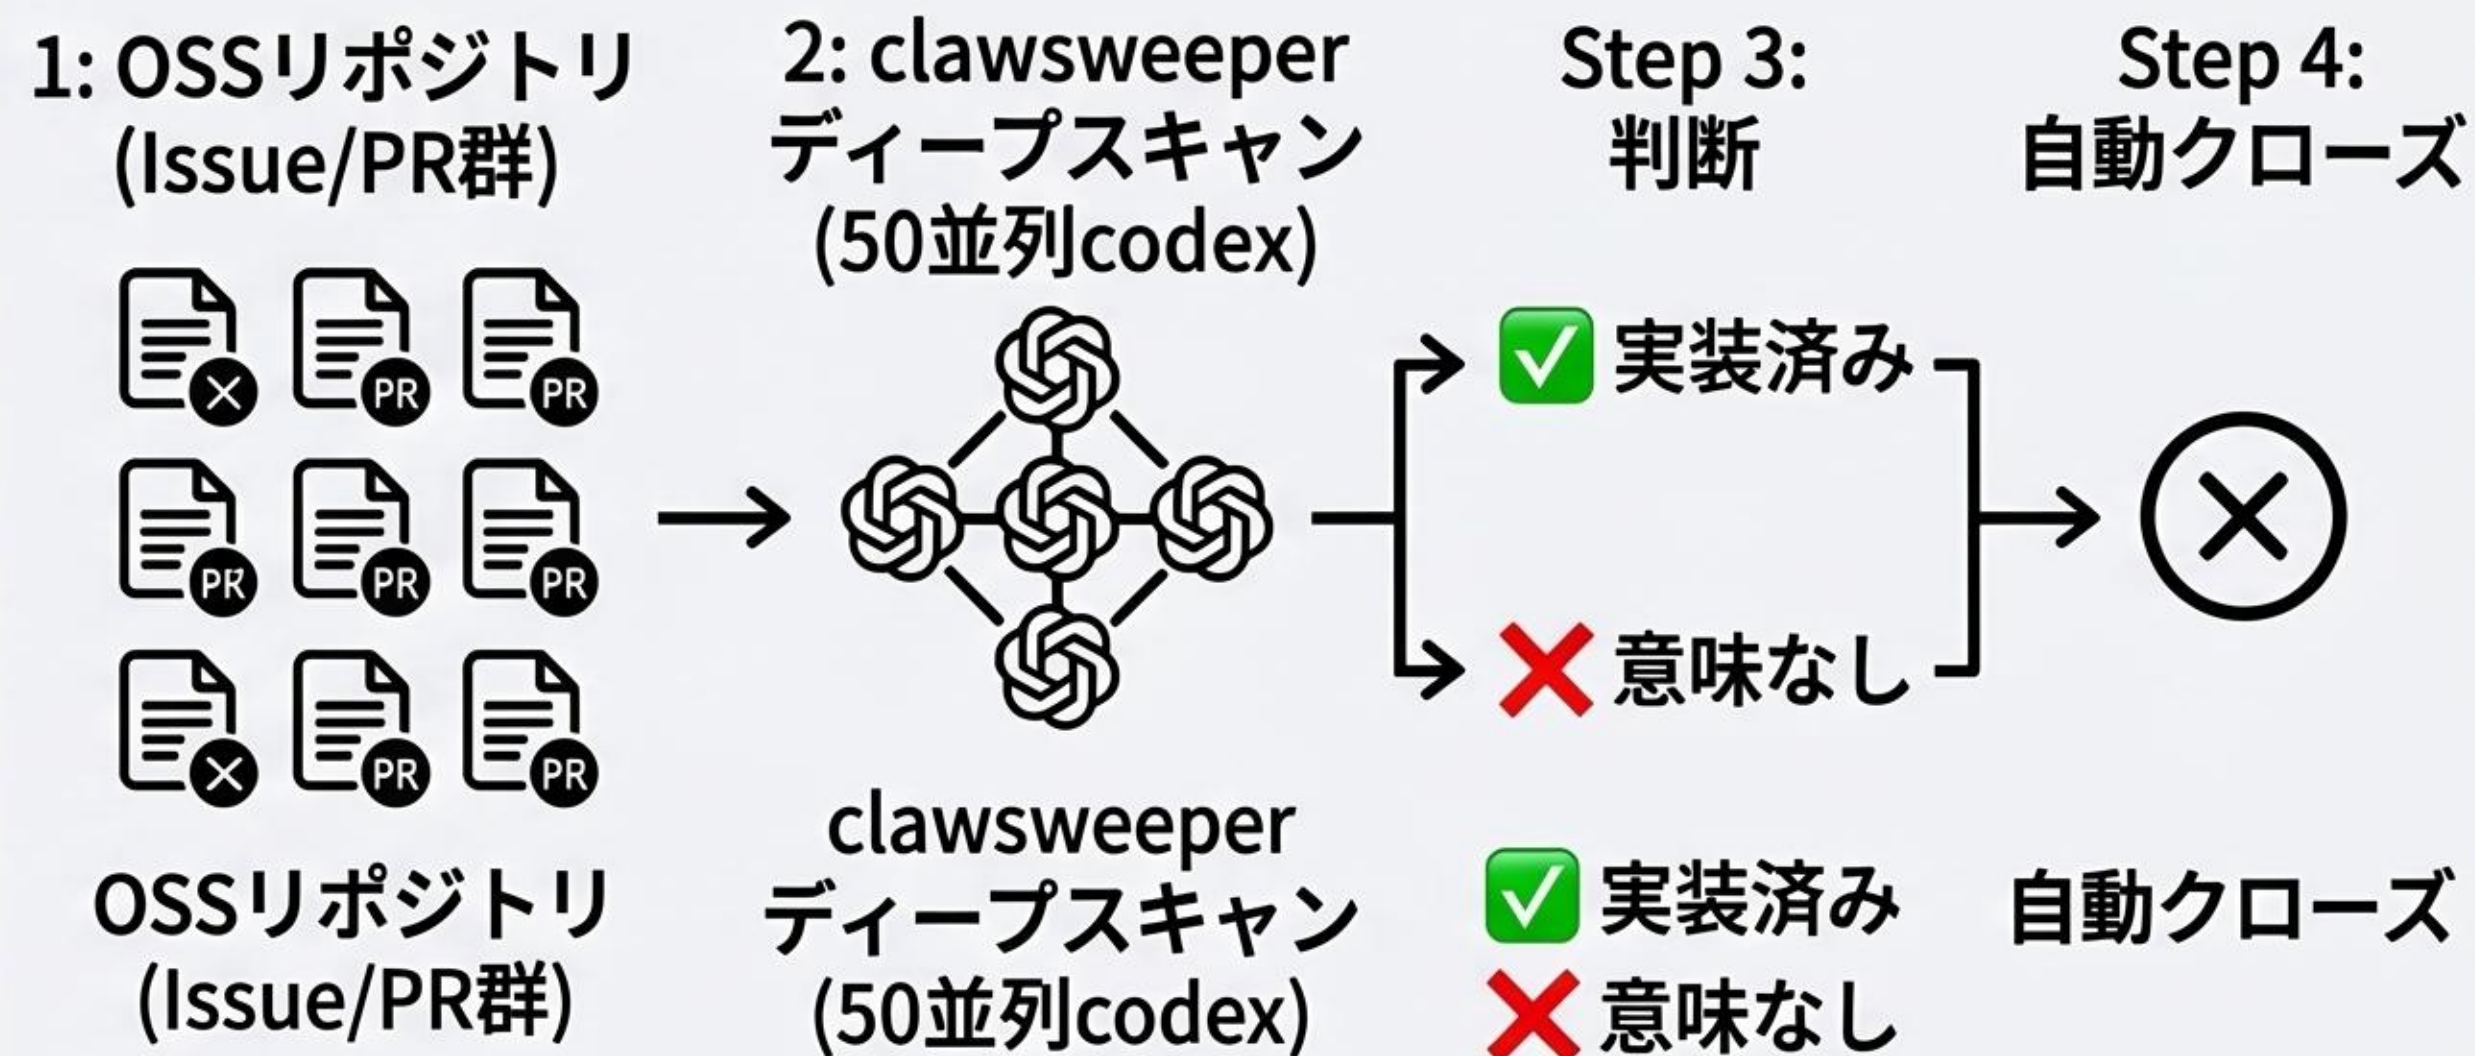 1: OSSリポジトリ
(Issue/PR群)
2: clawsweeper
ディープスキャン
(50並列codex)
Step 3:
判断
Step 4:
自動クローズ
PR
PR
PR
PR
PR
PR
PR
実装済み
意味なし
OSSリポジトリ
(Issue/PR群)
clawsweeper
ディープスキャン
(50並列codex)
実装済み
意味なし
自動クローズ